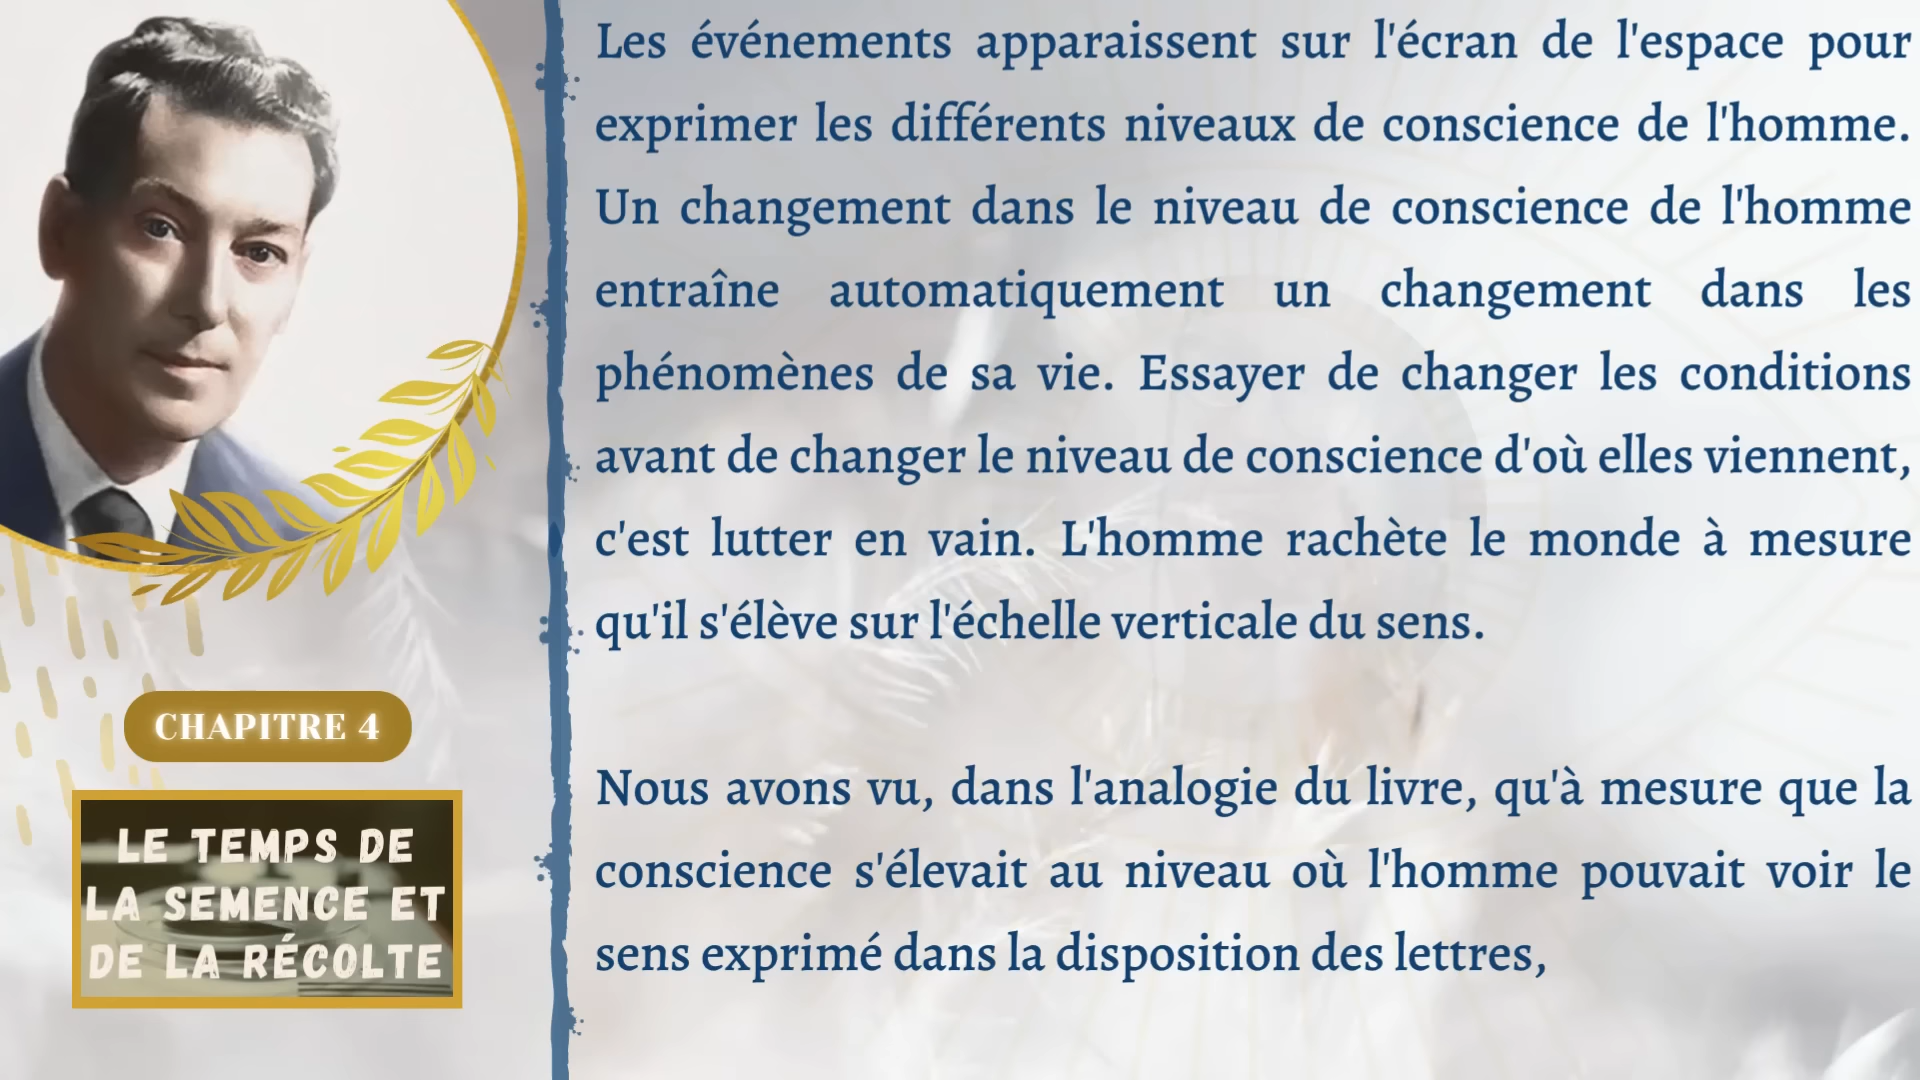 Les événements apparaissent sur l'écran de l'espace pour
exprimer les différents niveaux de conscience de l'homme.
Un changement dans le niveau de conscience de l'homme
entraîne automatiquement un changement dans les
phénomènes de sa vie. Essayer de changer les conditions
avant de changer le niveau de conscience d'où elles viennent,
c'est lutter en vain. L'homme rachète le monde à mesure
qu'il s'élève sur l'échelle verticale du sens.
Nous avons vu, dans l'analogie du livre, qu'à mesure que la
conscience s'élevait au niveau où l'homme pouvait voir le
sens exprimé dans la disposition des lettres,
CHAPITRE 4
LE TEMPS DE
LA SEMENCE ET
DE LA RÉCOLTE